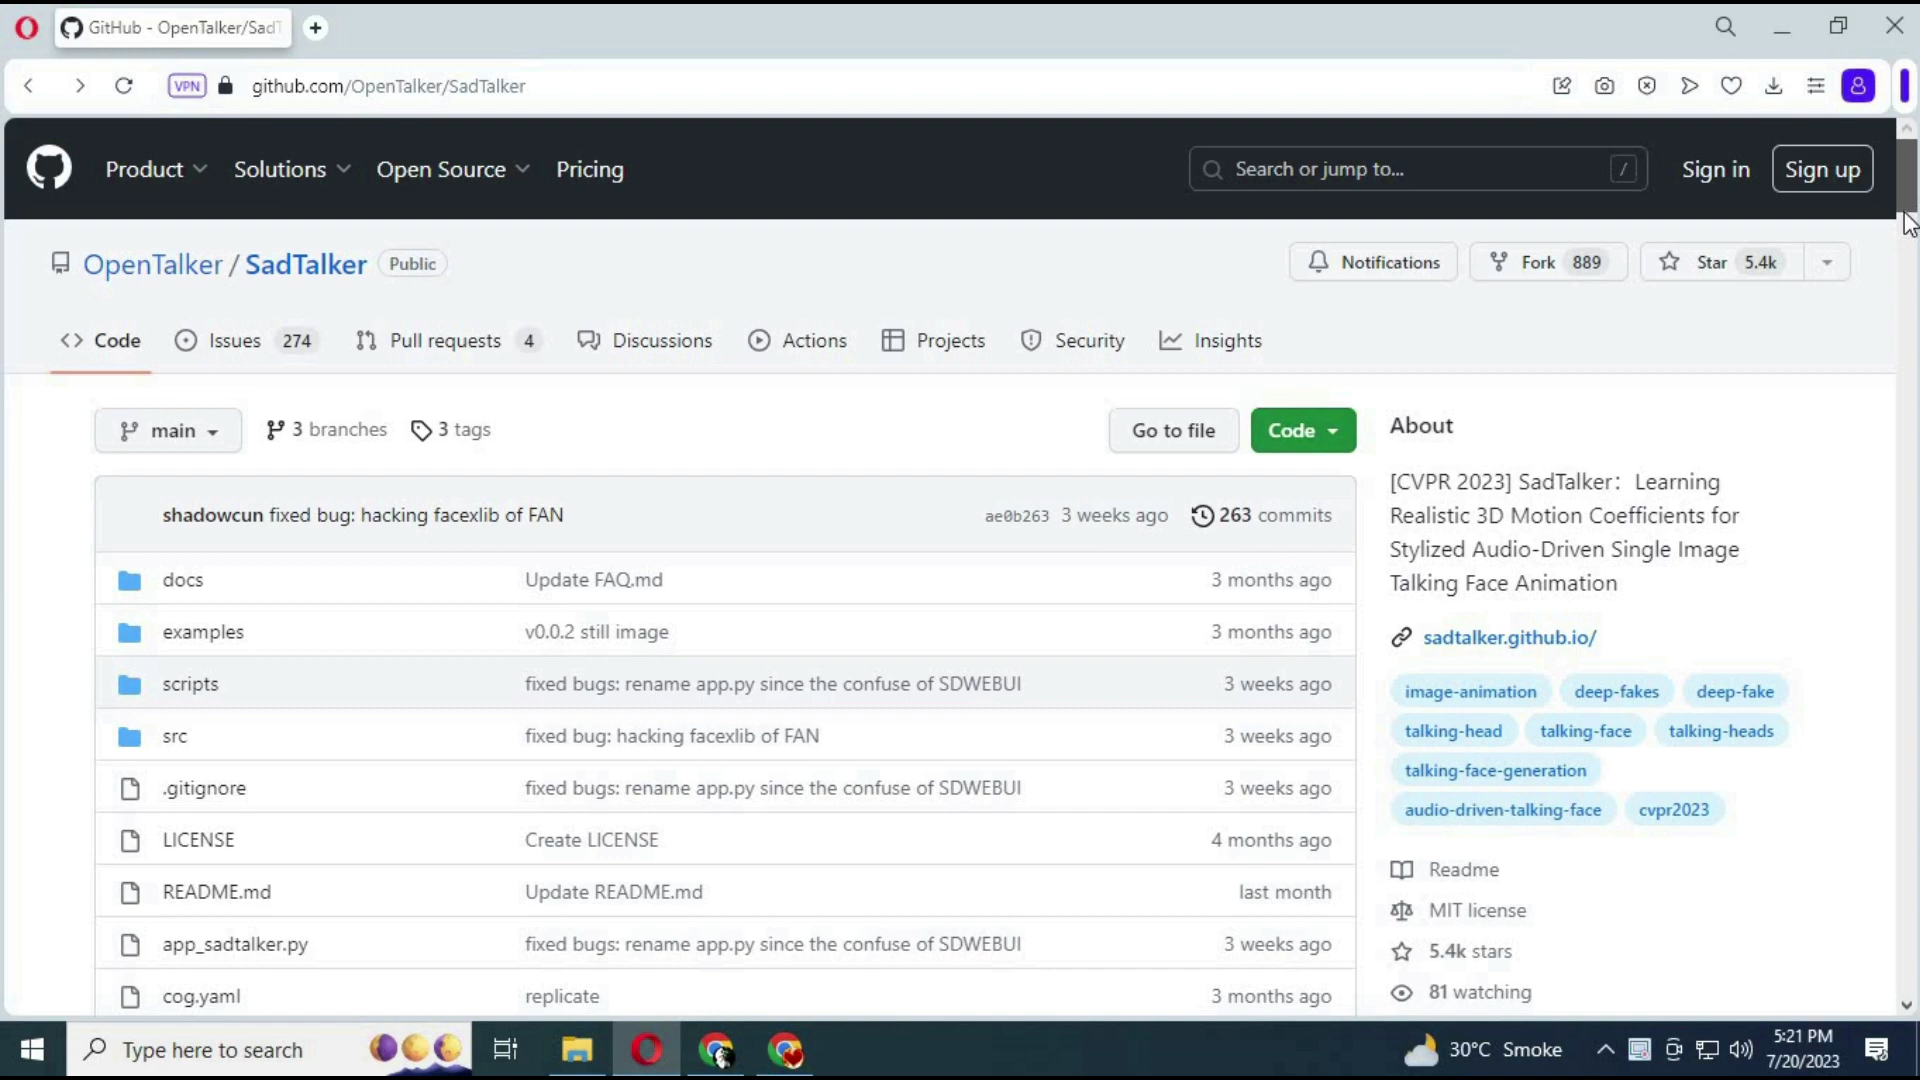 GitHub - OpenTalker/SadT
VPN github.com/OpenTalker/SadTalker
Product Solutions Open Source Pricing Search or jump to... / Sign in Sign up
OpenTalker / SadTalker Public Notifications Fork 889 Star 5.4k
Code Issues 274 Pull requests 4 Discussions Actions Projects Security Insights
main 3 branches 3 tags Go to file Code
shadowcun fixed bug: hacking facexlib of FAN ae0b263 3 weeks ago 263 commits
docs Update FAQ.md 3 months ago
examples v0.0.2 still image 3 months ago
scripts fixed bugs: rename app.py since the confuse of SDWEBUI 3 weeks ago
src fixed bug: hacking facexlib of FAN 3 weeks ago
.gitignore fixed bugs: rename app.py since the confuse of SDWEBUI 3 weeks ago
LICENSE Create LICENSE 4 months ago
README.md Update README.md last month
app_sadtalker.py fixed bugs: rename app.py since the confuse of SDWEBUI 3 weeks ago
cog.yaml replicate 3 months ago
About
[CVPR 2023] SadTalker：Learning
Realistic 3D Motion Coefficients for
Stylized Audio-Driven Single Image
Talking Face Animation
sadtalker.github.io/
image-animation deep-fakes deep-fake
talking-head talking-face talking-heads
talking-face-generation
audio-driven-talking-face cvpr2023
Readme
MIT license
5.4k stars
81 watching
Type here to search 30°C Smoke 5:21 PM
7/20/2023